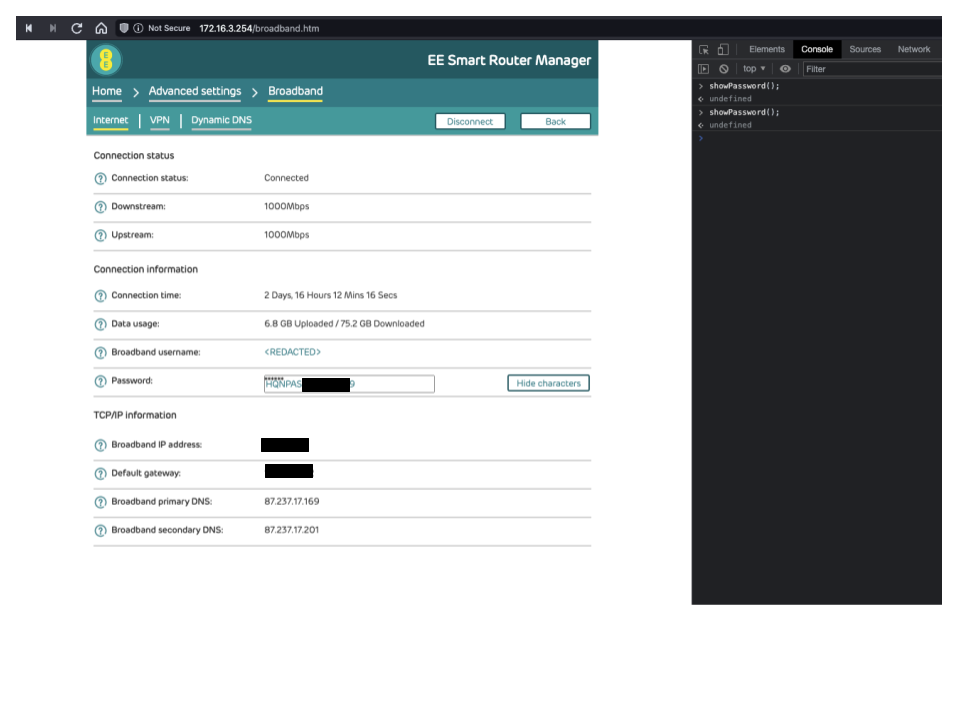 Not Secure 172.16.3.254/broadband.htm
EE
EE Smart Router Manager
Home > Advanced settings > Broadband
Internet | VPN | Dynamic DNS Disconnect Back
Connection status
? Connection status: Connected
? Downstream: 1000Mbps
? Upstream: 1000Mbps
Connection information
? Connection time: 2 Days, 16 Hours 12 Mins 16 Secs
? Data usage: 6.8 GB Uploaded / 75.2 GB Downloaded
? Broadband username: <REDACTED>
? Password: ****** HQNPAS 9 Hide characters
TCP/IP information
? Broadband IP address:
? Default gateway:
? Broadband primary DNS: 87.237.17.169
? Broadband secondary DNS: 87.237.17.201
Elements Console Sources Network
top ▼ Filter
> showPassword();
< undefined
> showPassword();
< undefined
>